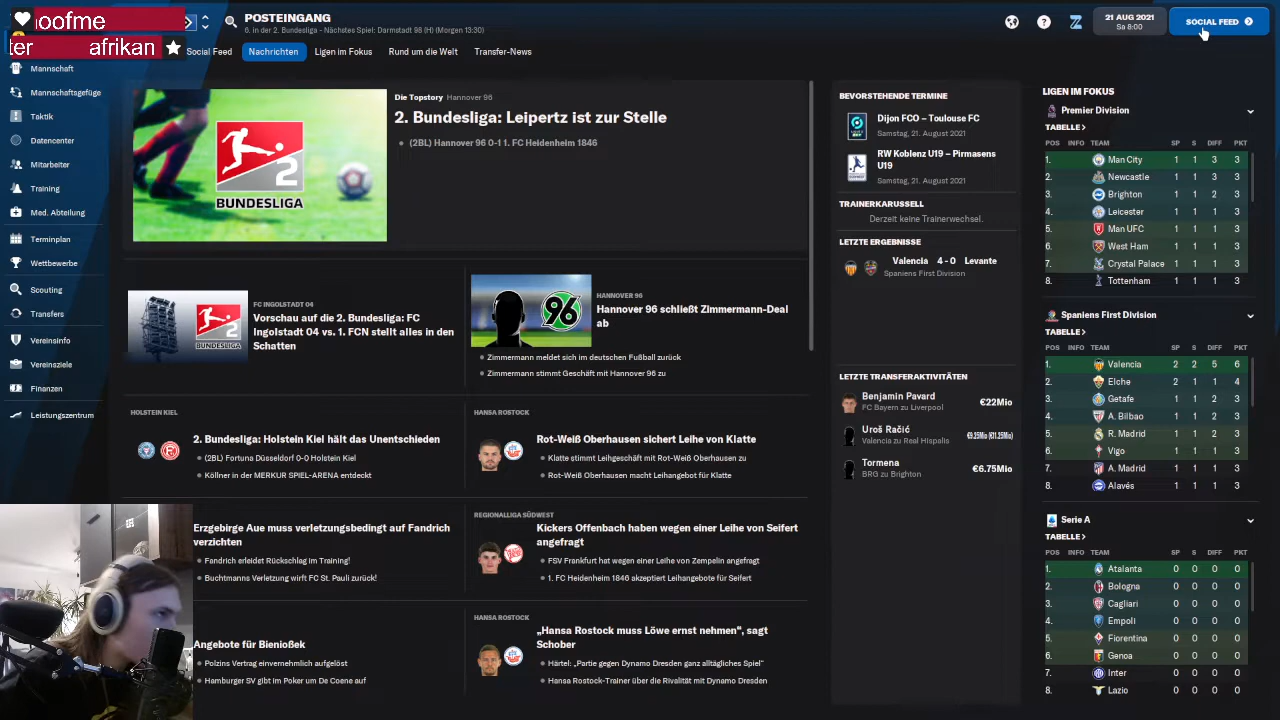 oofme
ter afrikan
POSTEINGANG
6. in der 2. Bundesliga - Nächstes Spiel: Darmstadt 98 (H) (Morgen 13:30)
21 AUG 2021
Sa 8:00
SOCIAL FEED
Social Feed
Nachrichten
Ligen im Fokus
Rund um die Welt
Transfer-News
Mannschaft
Mannschaftsgefüge
Taktik
Datencenter
Mitarbeiter
Training
Med. Abteilung
Terminplan
Wettbewerbe
Scouting
Transfers
Vereinsinfo
Vereinsziele
Finanzen
Leistungszentrum
BUNDESLIGA
2
Die Topstory Hannover 96
2. Bundesliga: Leipertz ist zur Stelle
(2BL) Hannover 96 0-1 1. FC Heidenheim 1846
FC INGOLSTADT 04
Vorschau auf die 2. Bundesliga: FC
Ingolstadt 04 vs. 1. FCN stellt alles in den
Schatten
HANNOVER 96
Hannover 96 schließt Zimmermann-Deal
ab
Zimmermann meldet sich im deutschen Fußball zurück
Zimmermann stimmt Geschäft mit Hannover 96 zu
HOLSTEIN KIEL
2. Bundesliga: Holstein Kiel hält das Unentschieden
(2BL) Fortuna Düsseldorf 0-0 Holstein Kiel
Köllner in der MERKUR SPIEL-ARENA entdeckt
HANSA ROSTOCK
Rot-Weiß Oberhausen sichert Leihe von Klatte
Klatte stimmt Leihgeschäft mit Rot-Weiß Oberhausen zu
Rot-Weiß Oberhausen macht Leihangebot für Klatte
Erzgebirge Aue muss verletzungsbedingt auf Fandrich
verzichten
Fandrich erleidet Rückschlag im Training!
Buchtmanns Verletzung wirft FC St. Pauli zurück!
REGIONALLIGA SÜDWEST
Kickers Offenbach haben wegen einer Leihe von Seifert
angefragt
FSV Frankfurt hat wegen einer Leihe von Zempelin angefragt
1. FC Heidenheim 1846 akzeptiert Leihangebote für Seifert
Angebote für Bienioßek
Polzins Vertrag einvernehmlich aufgelöst
Hamburger SV gibt im Poker um De Coene auf
HANSA ROSTOCK
„Hansa Rostock muss Löwe ernst nehmen“, sagt
Schober
Härtel: „Partie gegen Dynamo Dresden ganz alltägliches Spiel“
Hansa Rostock-Trainer über die Rivalität mit Dynamo Dresden
BEVORSTEHENDE TERMINE
Dijon FCO – Toulouse FC
Samstag, 21. August 2021
RW Koblenz U19 – Pirmasens
U19
Samstag, 21. August 2021
TRAINERKARUSSELL
Derzeit keine Trainerwechsel.
LETZTE ERGEBNISSE
Valencia 4 - 0 Levante
Spaniens First Division
LETZTE TRANSFERAKTIVITÄTEN
Benjamin Pavard €22Mio
FC Bayern zu Liverpool
Uroš Račić €9.25Mio (€11.25Mio)
Valencia zu Real Hispalis
Tormena €6.75Mio
BRG zu Brighton
LIGEN IM FOKUS
Premier Division
TABELLE
POS INFO TEAM SP S DIFF PKT
1. Man City 1 1 3 3
2. Newcastle 1 1 3 3
3. Brighton 1 1 2 3
4. Leicester 1 1 1 3
5. Man UFC 1 1 1 3
6. West Ham 1 1 1 3
7. Crystal Palace 1 1 1 3
8. Tottenham 1 1 1 3
Spaniens First Division
TABELLE
POS INFO TEAM SP S DIFF PKT
1. Valencia 2 2 5 6
2. Elche 2 1 1 4
3. Getafe 1 1 2 3
4. A. Bilbao 1 1 2 3
5. R. Madrid 1 1 2 3
6. Vigo 1 1 1 3
7. A. Madrid 1 1 1 3
8. Alavés 1 1 1 3
Serie A
TABELLE
POS INFO TEAM SP S DIFF PKT
1. Atalanta 0 0 0 0
2. Bologna 0 0 0 0
3. Cagliari 0 0 0 0
4. Empoli 0 0 0 0
5. Fiorentina 0 0 0 0
6. Genoa 0 0 0 0
7. Inter 0 0 0 0
8. Lazio 0 0 0 0